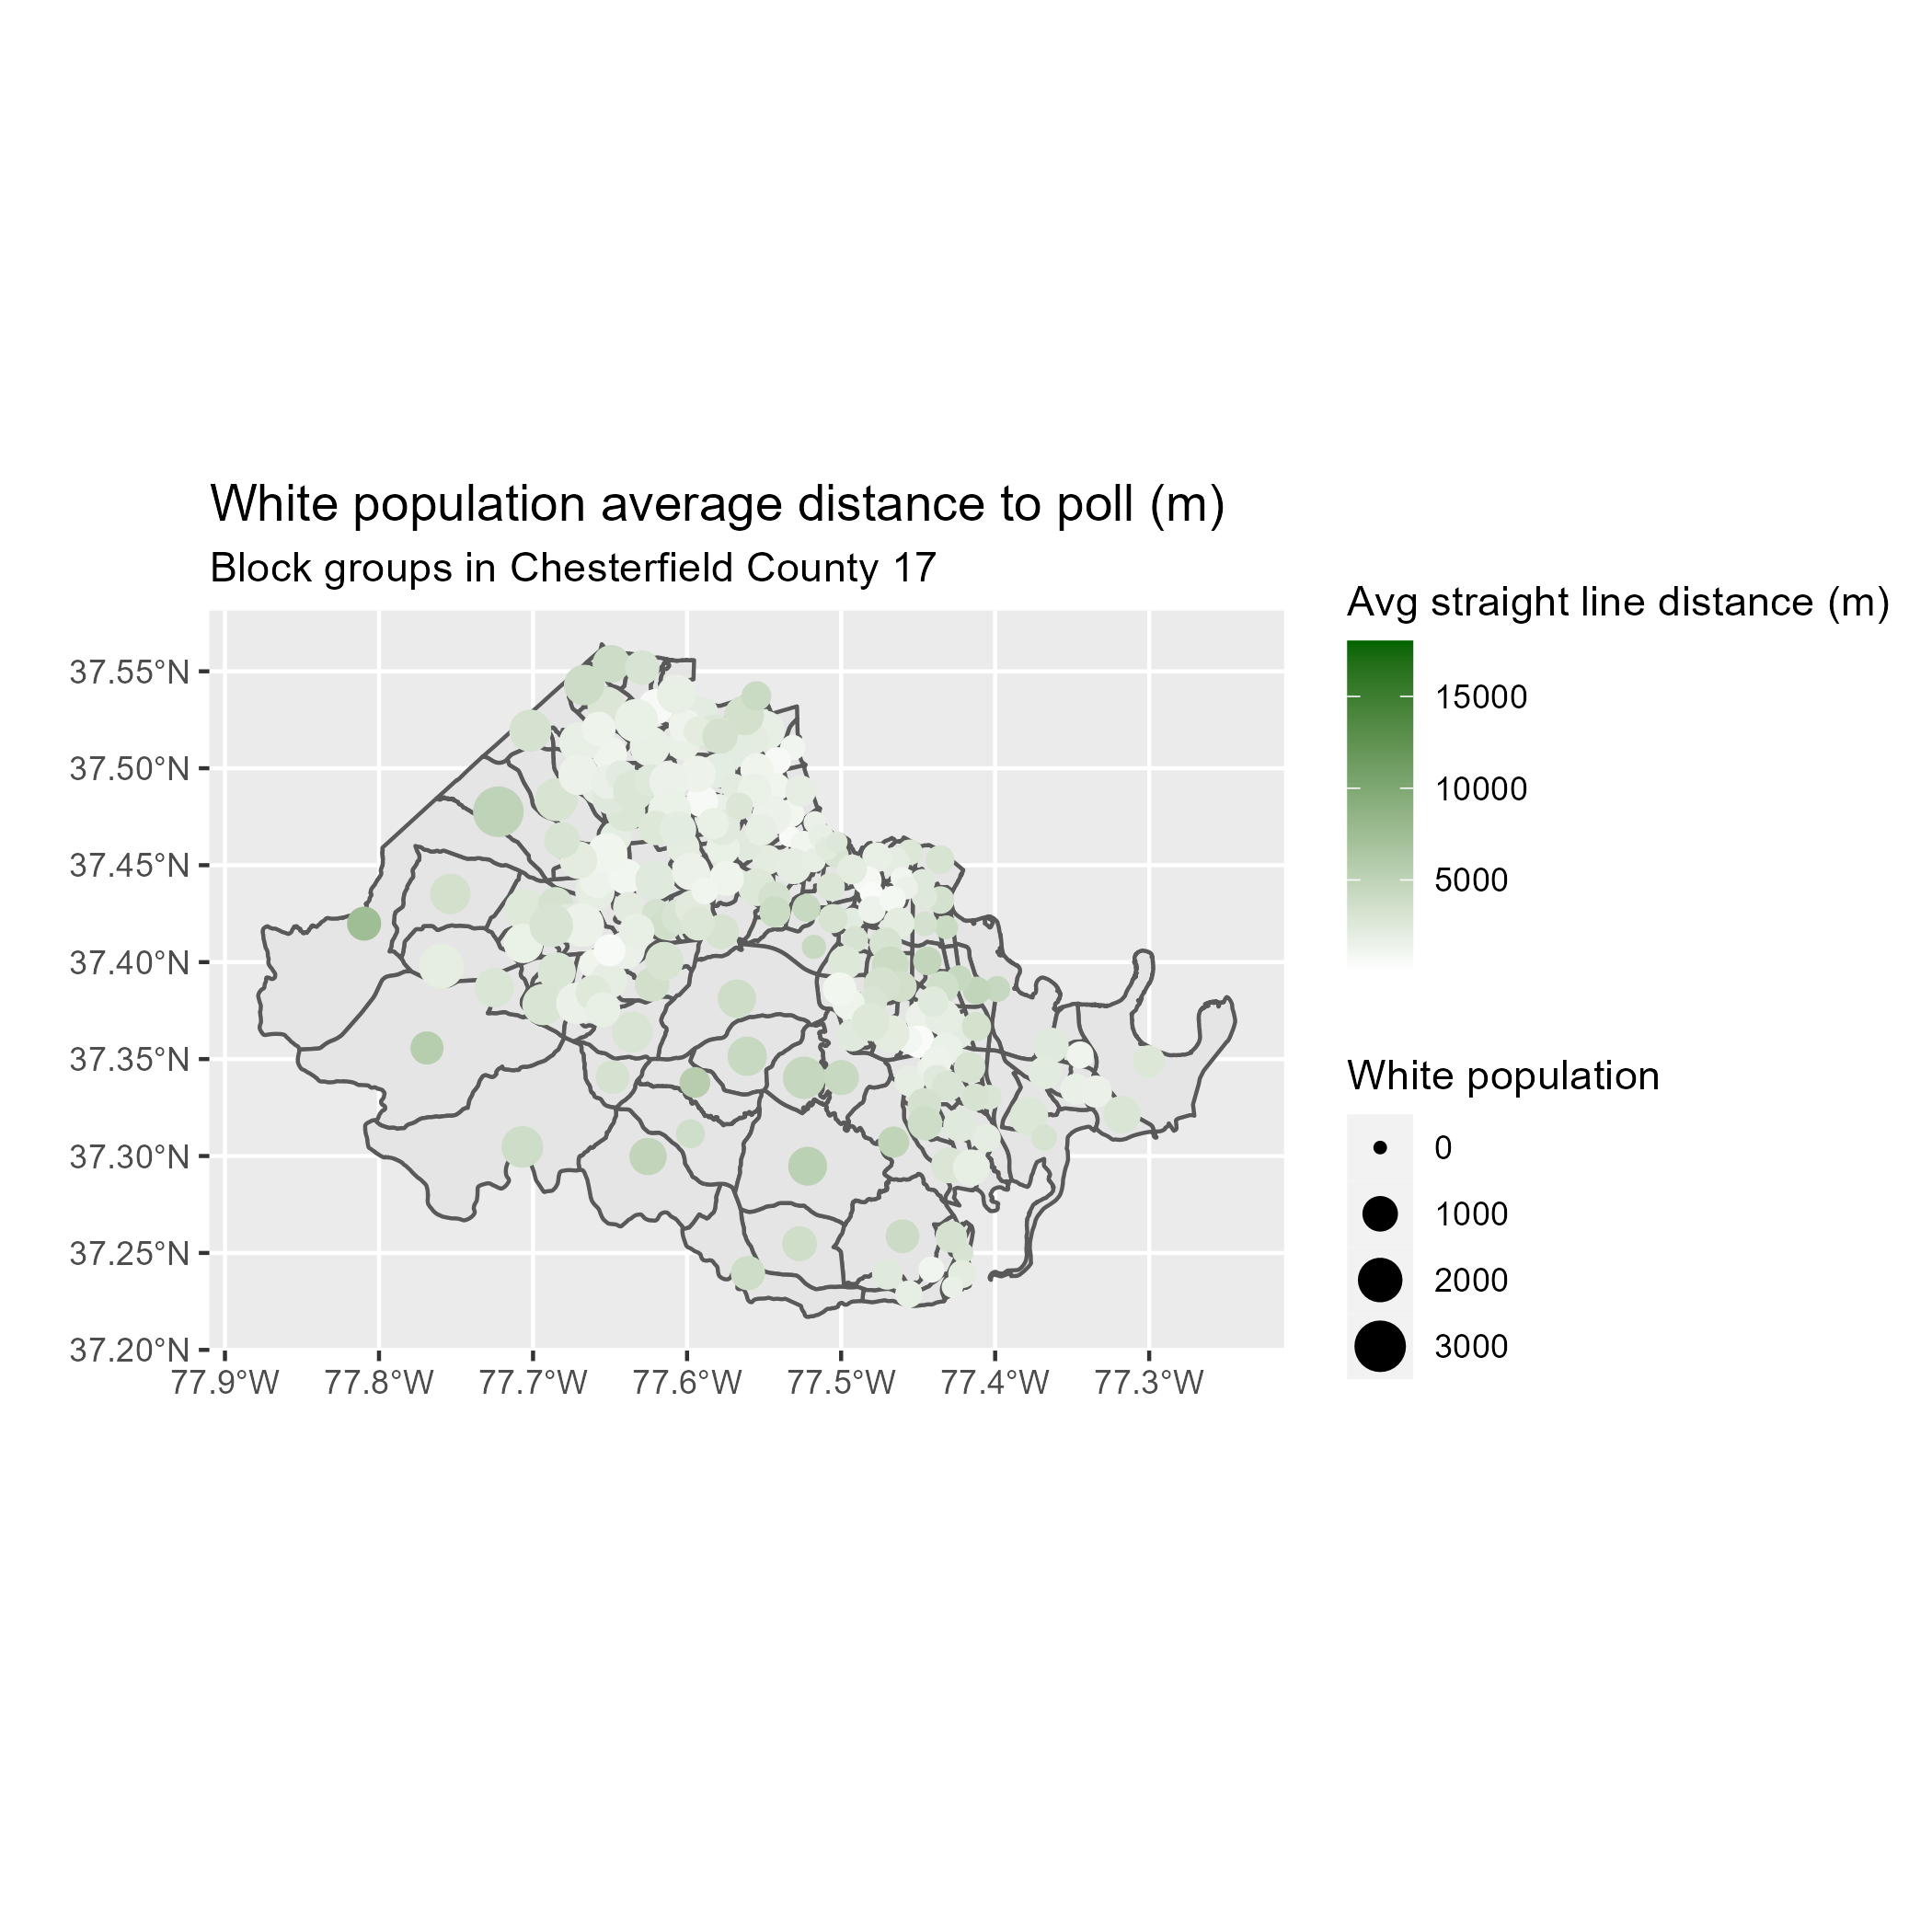 White population average distance to poll (m)
Block groups in Chesterfield County 17
37.55°N
37.50°N
37.45°N
37.40°N
37.35°N
37.30°N
37.25°N
37.20°N
77.9°W 77.8°W 77.7°W 77.6°W 77.5°W 77.4°W 77.3°W
Avg straight line distance (m)
15000
10000
5000
White population
0
1000
2000
3000